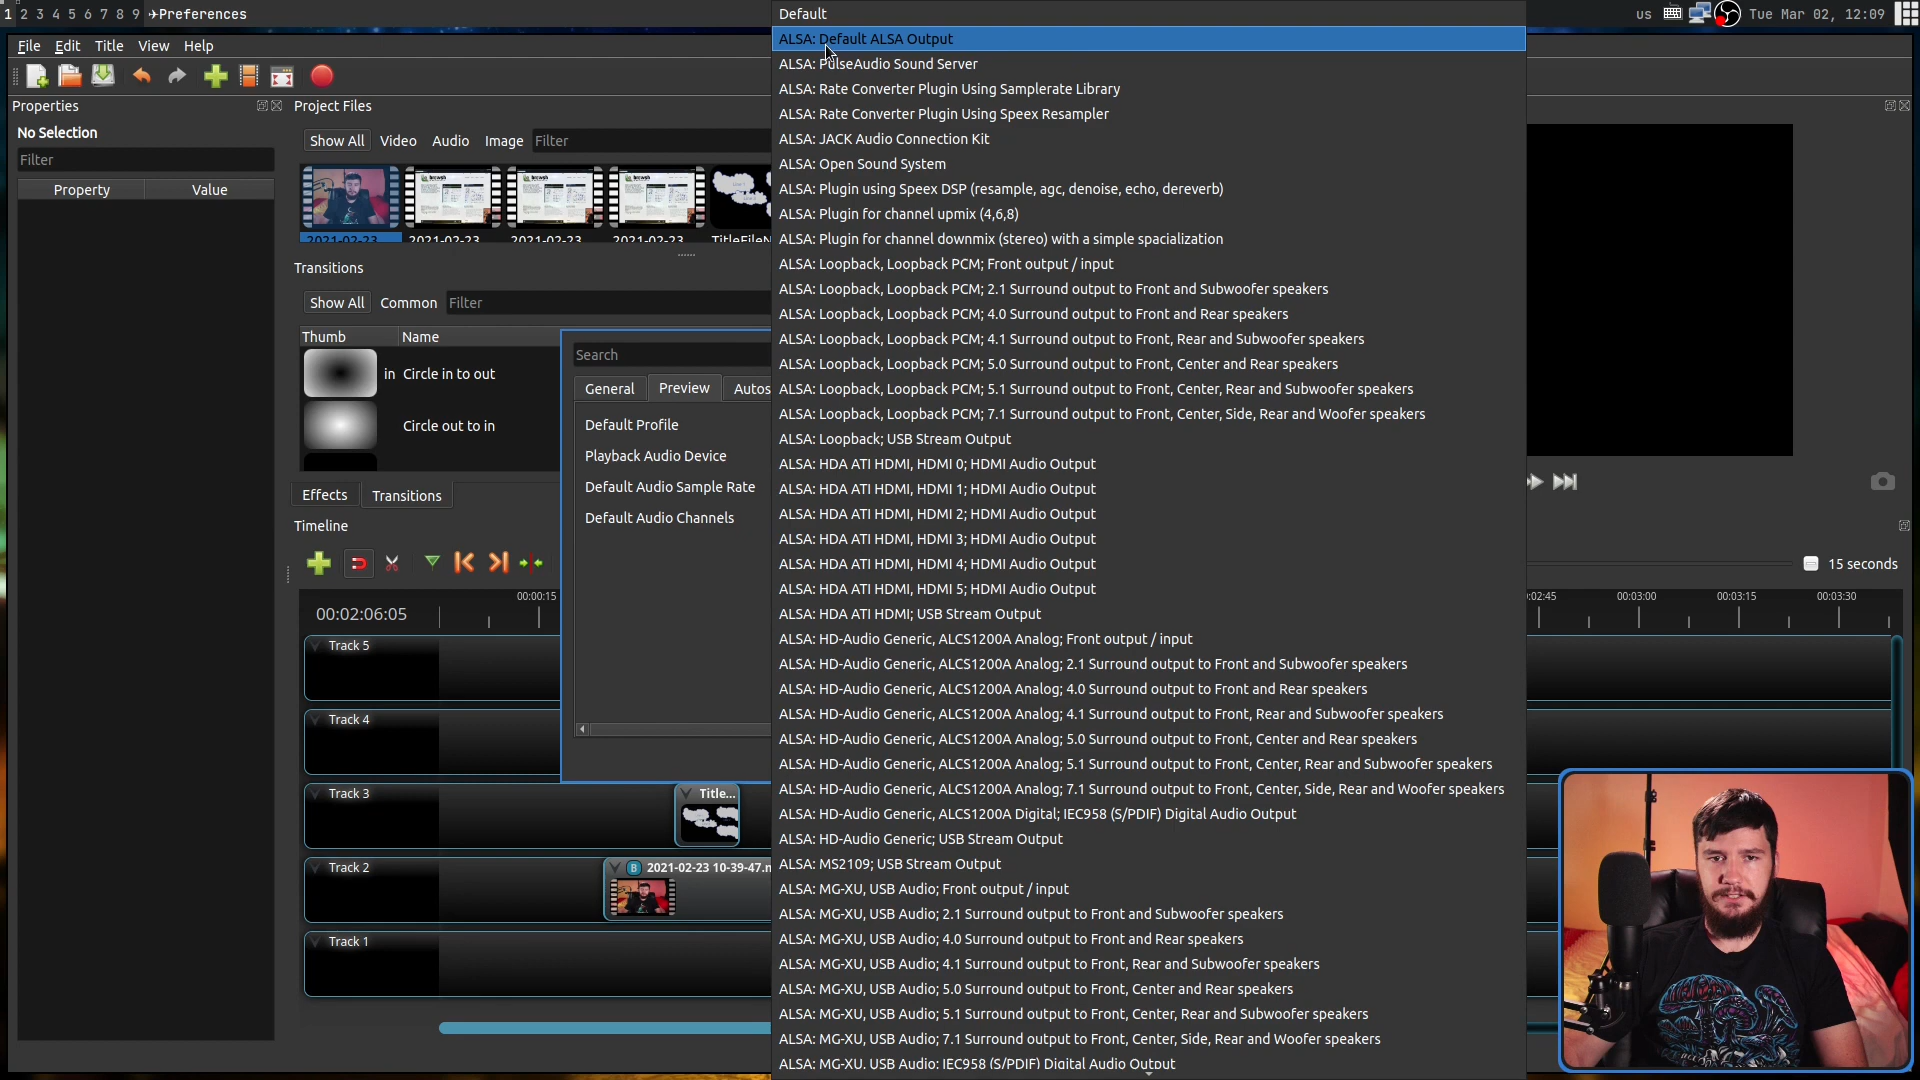 1 2 3 4 5 6 7 8 9 ✈Preferences
us Tue Mar 02, 12:09
File Edit Title View Help
Properties
No Selection
Filter
Property Value
Project Files
Show All Video Audio Image Filter
2021-02-23 2021-02-23 2021-02-23 2021-02-23 TitleFileN
Transitions
Show All Common Filter
Thumb Name
in Circle in to out
Circle out to in
Effects Transitions
Search
General Preview Autos
Default Profile
Playback Audio Device
Default Audio Sample Rate
Default Audio Channels
Default
ALSA: Default ALSA Output
ALSA: PulseAudio Sound Server
ALSA: Rate Converter Plugin Using Samplerate Library
ALSA: Rate Converter Plugin Using Speex Resampler
ALSA: JACK Audio Connection Kit
ALSA: Open Sound System
ALSA: Plugin using Speex DSP (resample, agc, denoise, echo, dereverb)
ALSA: Plugin for channel upmix (4,6,8)
ALSA: Plugin for channel downmix (stereo) with a simple spacialization
ALSA: Loopback, Loopback PCM; Front output / input
ALSA: Loopback, Loopback PCM; 2.1 Surround output to Front and Subwoofer speakers
ALSA: Loopback, Loopback PCM; 4.0 Surround output to Front and Rear speakers
ALSA: Loopback, Loopback PCM; 4.1 Surround output to Front, Rear and Subwoofer speakers
ALSA: Loopback, Loopback PCM; 5.0 Surround output to Front, Center and Rear speakers
ALSA: Loopback, Loopback PCM; 5.1 Surround output to Front, Center, Rear and Subwoofer speakers
ALSA: Loopback, Loopback PCM; 7.1 Surround output to Front, Center, Side, Rear and Woofer speakers
ALSA: Loopback; USB Stream Output
ALSA: HDA ATI HDMI, HDMI 0; HDMI Audio Output
ALSA: HDA ATI HDMI, HDMI 1; HDMI Audio Output
ALSA: HDA ATI HDMI, HDMI 2; HDMI Audio Output
ALSA: HDA ATI HDMI, HDMI 3; HDMI Audio Output
ALSA: HDA ATI HDMI, HDMI 4; HDMI Audio Output
ALSA: HDA ATI HDMI, HDMI 5; HDMI Audio Output
ALSA: HDA ATI HDMI; USB Stream Output
ALSA: HD-Audio Generic, ALCS1200A Analog; Front output / input
ALSA: HD-Audio Generic, ALCS1200A Analog; 2.1 Surround output to Front and Subwoofer speakers
ALSA: HD-Audio Generic, ALCS1200A Analog; 4.0 Surround output to Front and Rear speakers
ALSA: HD-Audio Generic, ALCS1200A Analog; 4.1 Surround output to Front, Rear and Subwoofer speakers
ALSA: HD-Audio Generic, ALCS1200A Analog; 5.0 Surround output to Front, Center and Rear speakers
ALSA: HD-Audio Generic, ALCS1200A Analog; 5.1 Surround output to Front, Center, Rear and Subwoofer speakers
ALSA: HD-Audio Generic, ALCS1200A Analog; 7.1 Surround output to Front, Center, Side, Rear and Woofer speakers
ALSA: HD-Audio Generic, ALCS1200A Digital; IEC958 (S/PDIF) Digital Audio Output
ALSA: HD-Audio Generic; USB Stream Output
ALSA: MS2109; USB Stream Output
ALSA: MG-XU, USB Audio; Front output / input
ALSA: MG-XU, USB Audio; 2.1 Surround output to Front and Subwoofer speakers
ALSA: MG-XU, USB Audio; 4.0 Surround output to Front and Rear speakers
ALSA: MG-XU, USB Audio; 4.1 Surround output to Front, Rear and Subwoofer speakers
ALSA: MG-XU, USB Audio; 5.0 Surround output to Front, Center and Rear speakers
ALSA: MG-XU, USB Audio; 5.1 Surround output to Front, Center, Rear and Subwoofer speakers
ALSA: MG-XU, USB Audio; 7.1 Surround output to Front, Center, Side, Rear and Woofer speakers
ALSA: MG-XU, USB Audio; IEC958 (S/PDIF) Digital Audio Output
Timeline
15 seconds
00:02:06:05
00:00:15 :02:45 00:03:00 00:03:15 00:03:30
Track 5
Track 4
Track 3
Title...
Track 2
B 2021-02-23 10-39-47.m
Track 1